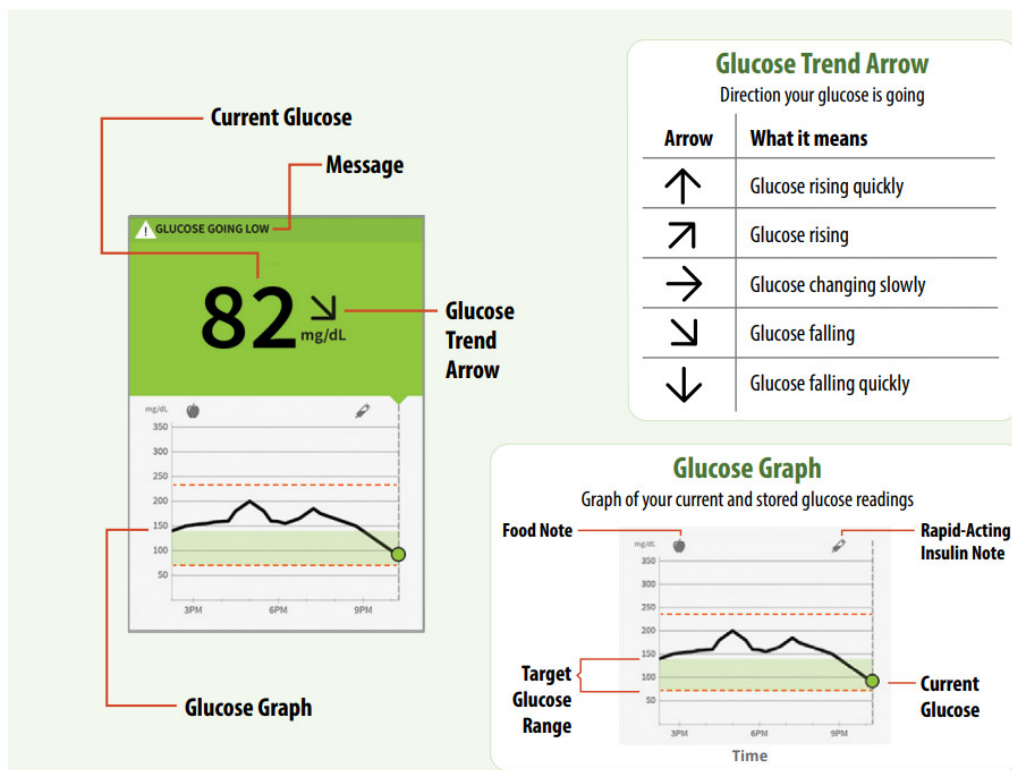 Current Glucose
Message
GLUCOSE GOING LOW
82
mg/dL
Glucose
Trend
Arrow
mg/dL
350
300
250
200
150
100
50
3PM
6PM
9PM
Glucose Graph
Glucose Trend Arrow
Direction your glucose is going
Arrow What it means
Glucose rising quickly
Glucose rising
Glucose changing slowly
Glucose falling
Glucose falling quickly
Glucose Graph
Graph of your current and stored glucose readings
Food Note
Rapid-Acting
Insulin Note
mg/dL
350
300
250
200
150
100
50
3PM
6PM
9PM
Target
Glucose
Range
Current
Glucose
Time